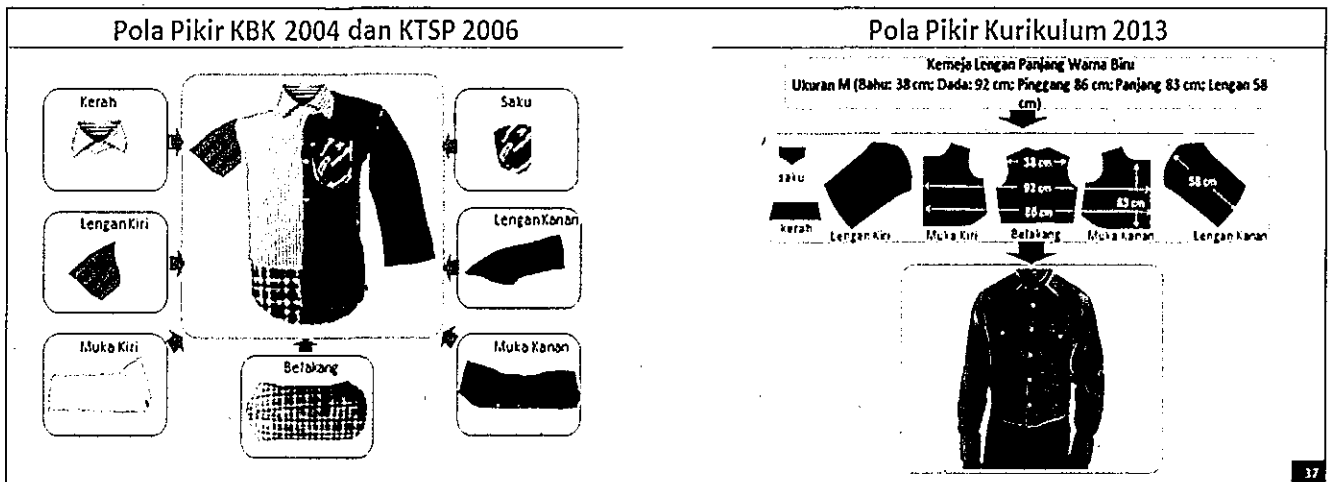 Pola Pikir KBK 2004 dan KTSP 2006
Kerah
Saku
Lengan Kiri
Lengan Kanan
Muka Kiri
Muka Kanan
Belakang
Pola Pikir Kurikulum 2013
Kemeja Lengan Panjang Warna Biru
Ukuran M (Bahu: 38 cm; Dada: 92 cm; Pinggang 86 cm; Panjang 83 cm; Lengan 58
cm)
38 cm
58 cm
saku
92 cm
83 cm
86 cm
kerah
Lengan Kiri
Muka Kiri
Belakang
Muka Kanan
Lengan Kanan
37